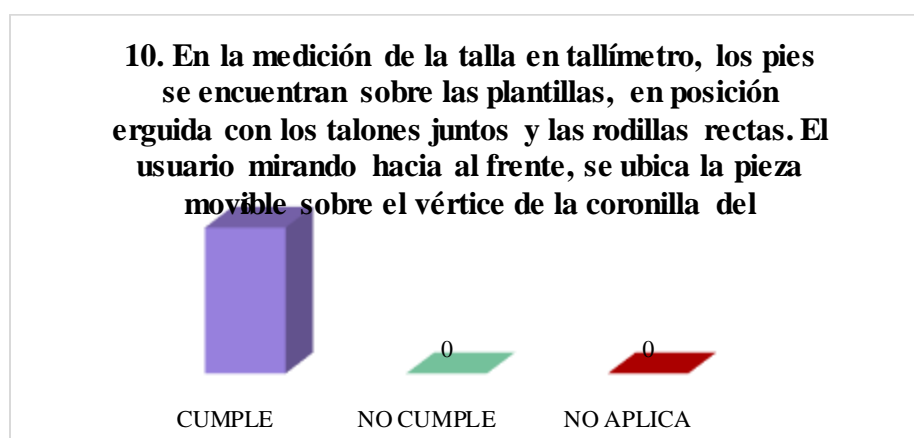 10. En la medición de la talla en tallímetro, los pies
se encuentran sobre las plantillas, en posición
erguida con los talones juntos y las rodillas rectas. El
usuario mirando hacia al frente, se ubica la pieza
movible sobre el vértice de la coronilla del
0 0
CUMPLE NO CUMPLE NO APLICA